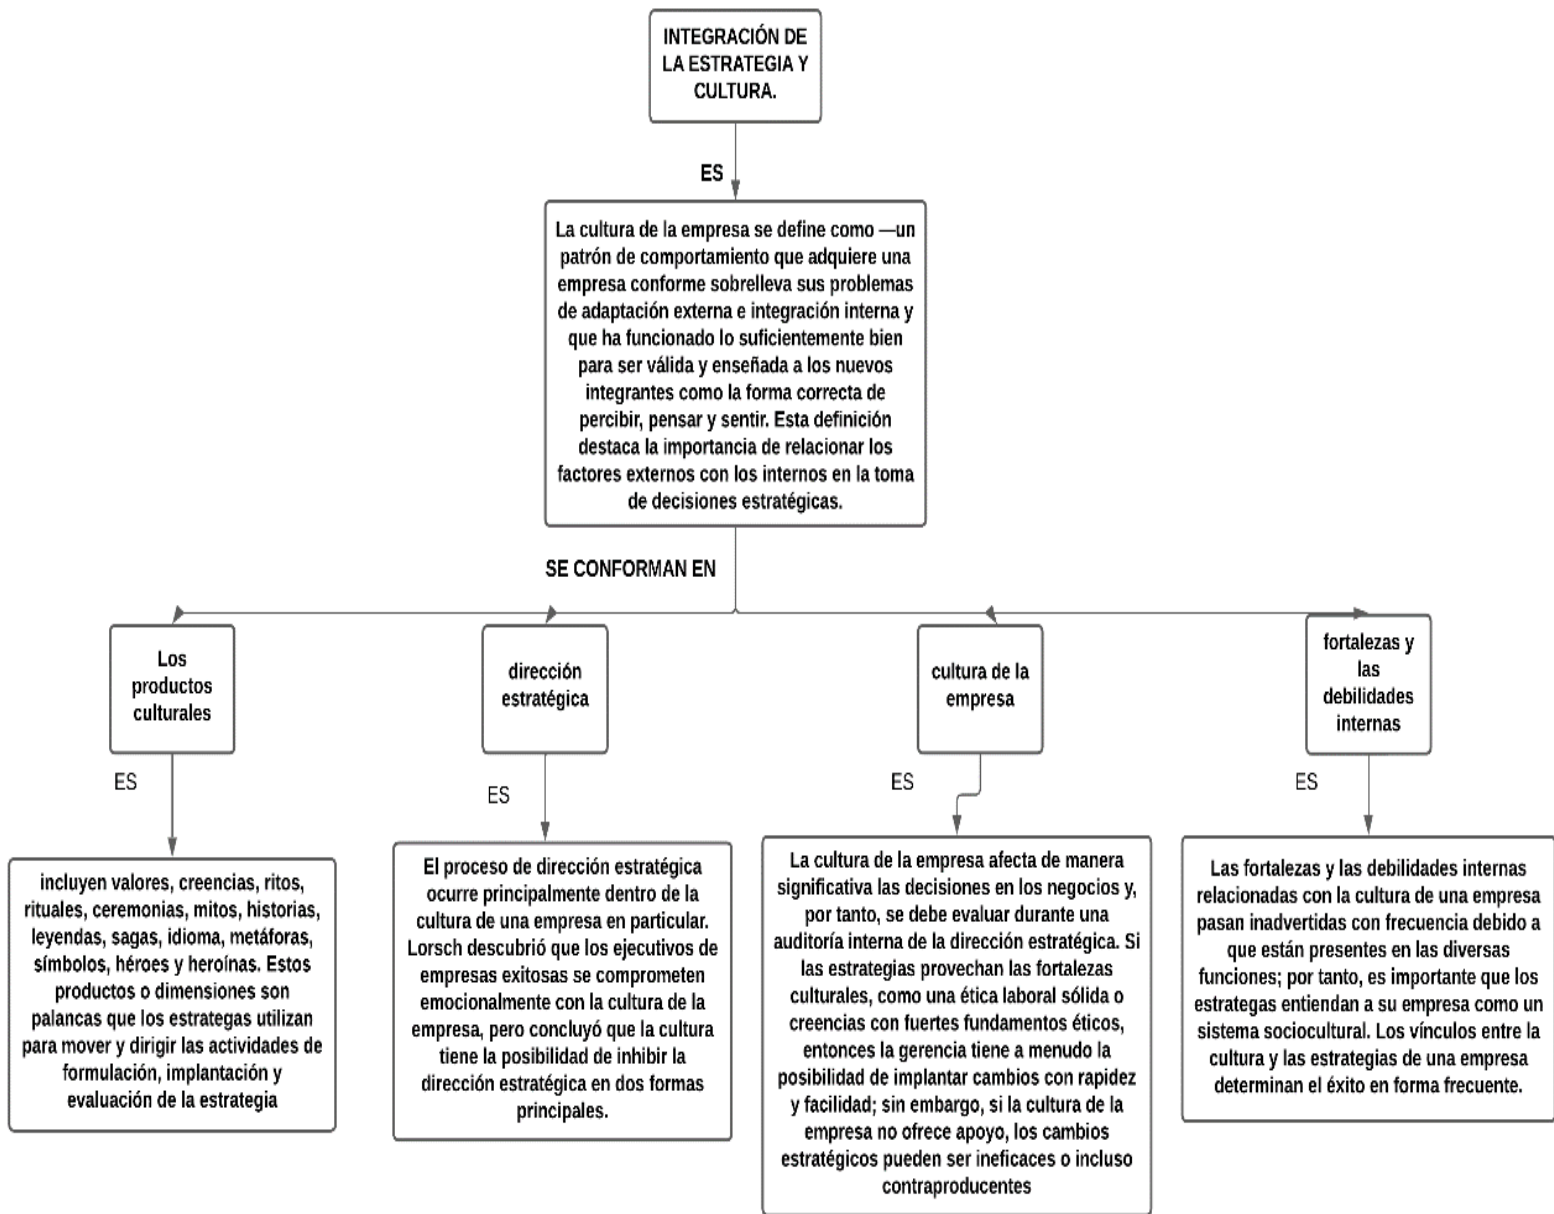 INTEGRACIÓN DE
LA ESTRATEGIA Y
CULTURA.
ES
La cultura de la empresa se define como —un
patrón de comportamiento que adquiere una
empresa conforme sobrelleva sus problemas
de adaptación externa e integración interna y
que ha funcionado lo suficientemente bien
para ser válida y enseñada a los nuevos
integrantes como la forma correcta de
percibir, pensar y sentir. Esta definición
destaca la importancia de relacionar los
factores externos con los internos en la toma
de decisiones estratégicas.
SE CONFORMAN EN
Los
productos
culturales
ES
incluyen valores, creencias, ritos,
rituales, ceremonias, mitos, historias,
leyendas, sagas, idioma, metáforas,
símbolos, héroes y heroínas. Estos
productos o dimensiones son
palancas que los estrategas utilizan
para mover y dirigir las actividades de
formulación, implantación y
evaluación de la estrategia
dirección
estratégica
ES
El proceso de dirección estratégica
ocurre principalmente dentro de la
cultura de una empresa en particular.
Lorsch descubrió que los ejecutivos de
empresas exitosas se comprometen
emocionalmente con la cultura de la
empresa, pero concluyó que la cultura
tiene la posibilidad de inhibir la
dirección estratégica en dos formas
principales.
cultura de la
empresa
ES
La cultura de la empresa afecta de manera
significativa las decisiones en los negocios y,
por tanto, se debe evaluar durante una
auditoría interna de la dirección estratégica. Si
las estrategias provechan las fortalezas
culturales, como una ética laboral sólida o
creencias con fuertes fundamentos éticos,
entonces la gerencia tiene a menudo la
posibilidad de implantar cambios con rapidez
y facilidad; sin embargo, si la cultura de la
empresa no ofrece apoyo, los cambios
estratégicos pueden ser ineficaces o incluso
contraproducentes
fortalezas y
las
debilidades
internas
ES
Las fortalezas y las debilidades internas
relacionadas con la cultura de una empresa
pasan inadvertidas con frecuencia debido a
que están presentes en las diversas
funciones; por tanto, es importante que los
estrategas entiendan a su empresa como un
sistema sociocultural. Los vínculos entre la
cultura y las estrategias de una empresa
determinan el éxito en forma frecuente.